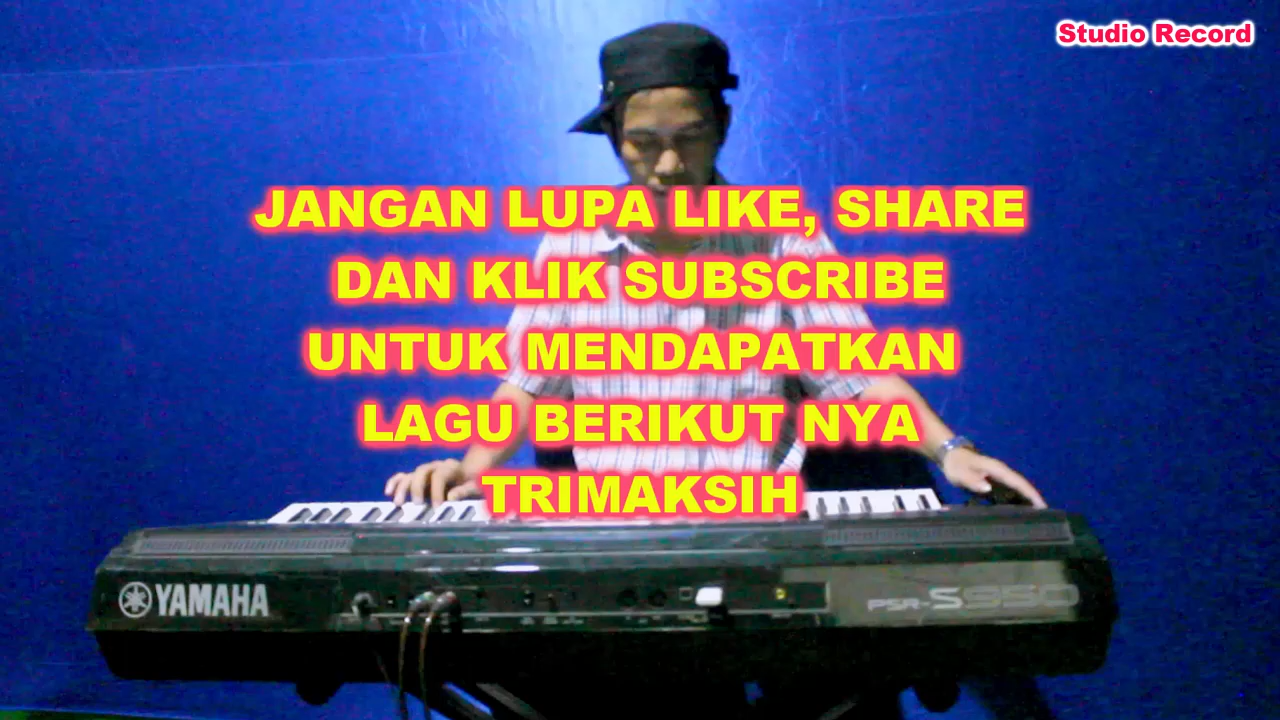 Studio Record
JANGAN LUPA LIKE, SHARE
DAN KLIK SUBSCRIBE
UNTUK MENDAPATKAN
LAGU BERIKUT NYA
TRIMAKSIH
YAMAHA
PSR-S950